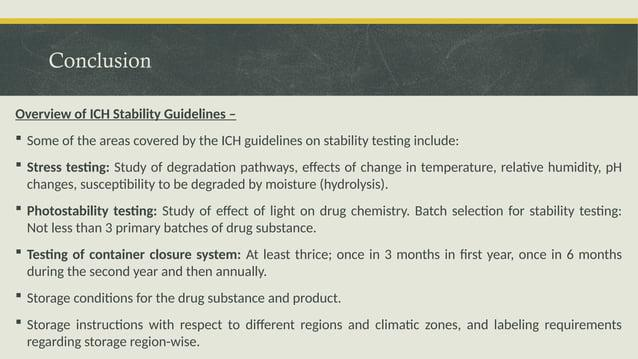 Conclusion
Overview of ICH Stability Guidelines –
▪ Some of the areas covered by the ICH guidelines on stability testing include:
▪ Stress testing: Study of degradation pathways, effects of change in temperature, relative humidity, pH
changes, susceptibility to be degraded by moisture (hydrolysis).
▪ Photostability testing: Study of effect of light on drug chemistry. Batch selection for stability testing:
Not less than 3 primary batches of drug substance.
▪ Testing of container closure system: At least thrice; once in 3 months in first year, once in 6 months
during the second year and then annually.
▪ Storage conditions for the drug substance and product.
▪ Storage instructions with respect to different regions and climatic zones, and labeling requirements
regarding storage region-wise.